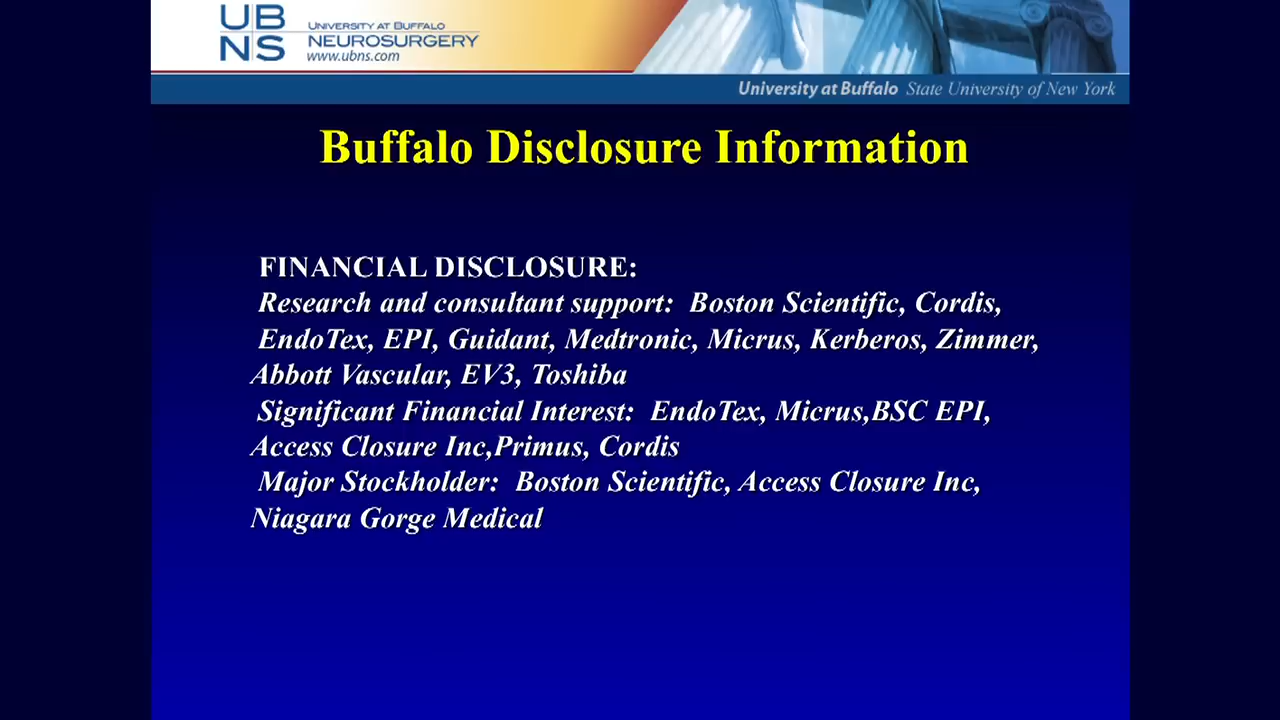 UB
NS
UNIVERSITY AT BUFFALO
NEUROSURGERY
www.ubns.com
University at Buffalo State University of New York
Buffalo Disclosure Information
FINANCIAL DISCLOSURE:
Research and consultant support: Boston Scientific, Cordis,
EndoTex, EPI, Guidant, Medtronic, Micrus, Kerberos, Zimmer,
Abbott Vascular, EV3, Toshiba
Significant Financial Interest: EndoTex, Micrus,BSC EPI,
Access Closure Inc,Primus, Cordis
Major Stockholder: Boston Scientific, Access Closure Inc,
Niagara Gorge Medical